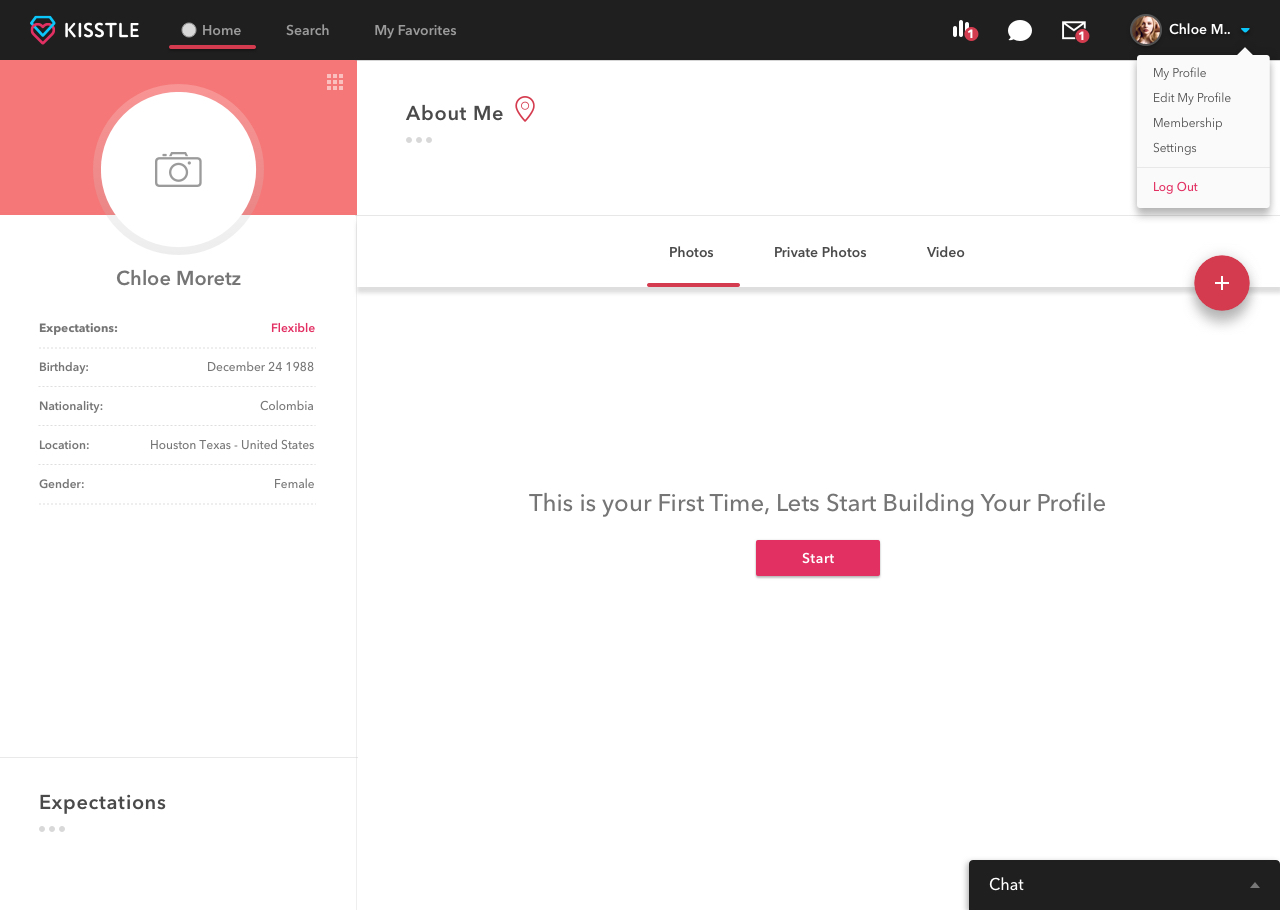 KISSTLE
Home
Search
My Favorites
1
1
Chloe M..
My Profile
Edit My Profile
Membership
Settings
Log Out
About Me
Photos
Private Photos
Video
+
Chloe Moretz
Expectations: Flexible
Birthday: December 24 1988
Nationality: Colombia
Location: Houston Texas - United States
Gender: Female
This is your First Time, Lets Start Building Your Profile
Start
Expectations
Chat